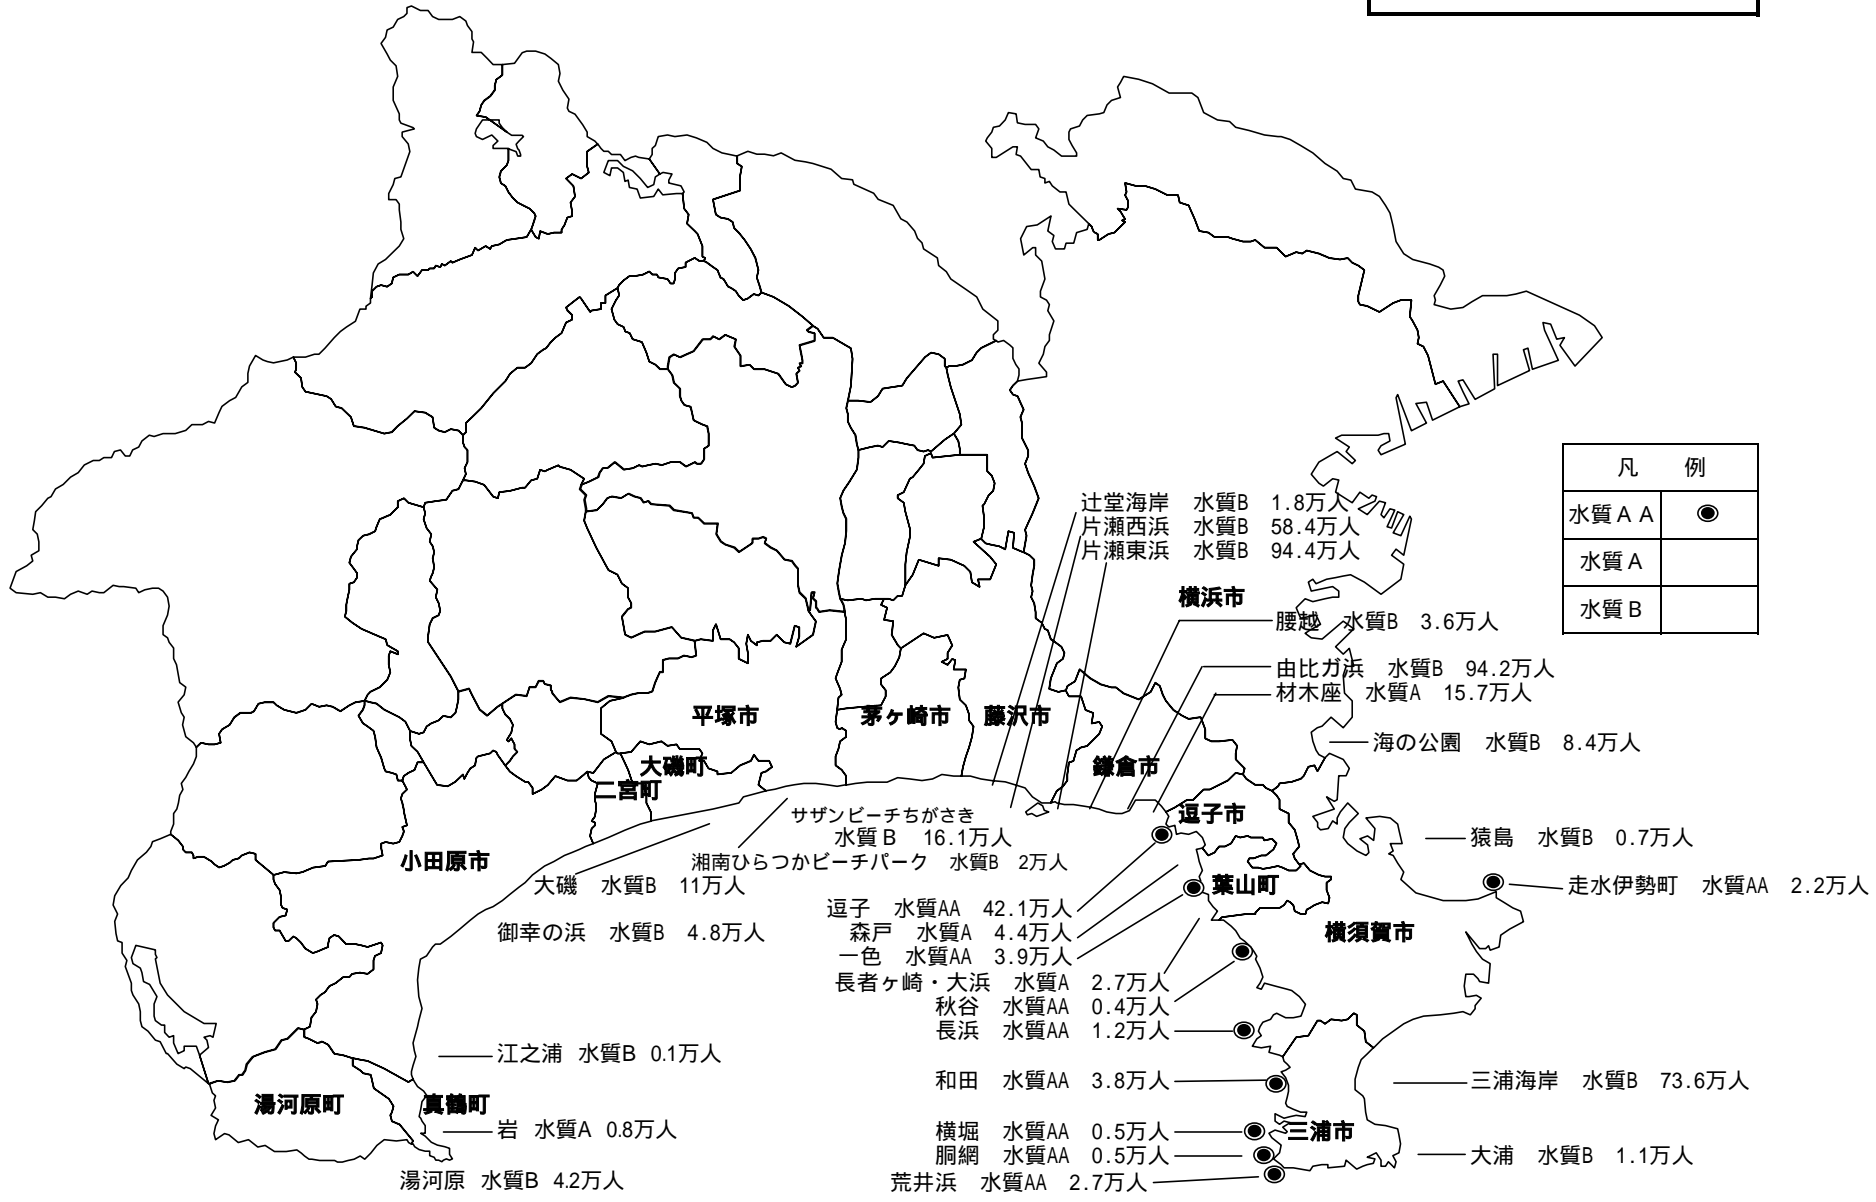 凡　例
水質ＡＡ
水質Ａ
水質Ｂ
辻堂海岸　水質B　1.8万人
片瀬西浜　水質B　58.4万人
片瀬東浜　水質B　94.4万人
横浜市
腰越　水質B　3.6万人
由比ガ浜　水質B　94.2万人
材木座　水質A　15.7万人
海の公園　水質B　8.4万人
平塚市
茅ヶ崎市
藤沢市
鎌倉市
大磯町
二宮町
逗子市
サザンビーチちがさき
水質Ｂ　16.1万人
湘南ひらつかビーチパーク　水質B　2万人
小田原市
大磯　水質B　11万人
御幸の浜　水質B　4.8万人
猿島　水質B　0.7万人
走水伊勢町　水質AA　2.2万人
葉山町
横須賀市
逗子　水質AA　42.1万人
森戸　水質A　4.4万人
一色　水質AA　3.9万人
長者ヶ崎・大浜　水質A　2.7万人
秋谷　水質AA　0.4万人
長浜　水質AA　1.2万人
和田　水質AA　3.8万人
横堀　水質AA　0.5万人
胴網　水質AA　0.5万人
荒井浜　水質AA　2.7万人
三浦市
三浦海岸　水質B　73.6万人
大浦　水質B　1.1万人
江之浦 水質B 0.1万人
湯河原町
真鶴町
岩 水質A 0.8万人
湯河原 水質B 4.2万人